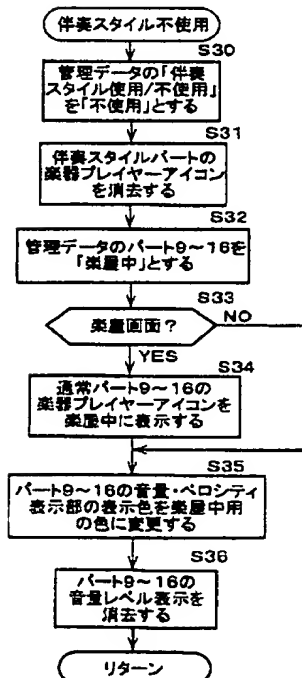 伴奏スタイル不使用
S30
管理データの「伴奏
スタイル使用/不使用」
を「不使用」とする
S31
伴奏スタイルパートの
楽器プレイヤーアイコン
を消去する
S32
管理データのパート9〜16を
「楽屋中」とする
S33
楽屋画面?
NO
YES
S34
通常パート9〜16の
楽器プレイヤーアイコンを
楽屋中に表示する
S35
パート9〜16の音量・ベロシティ
表示部の表示色を楽屋中用
の色に変更する
S36
パート9〜16の
音量レベル表示を
消去する
リターン